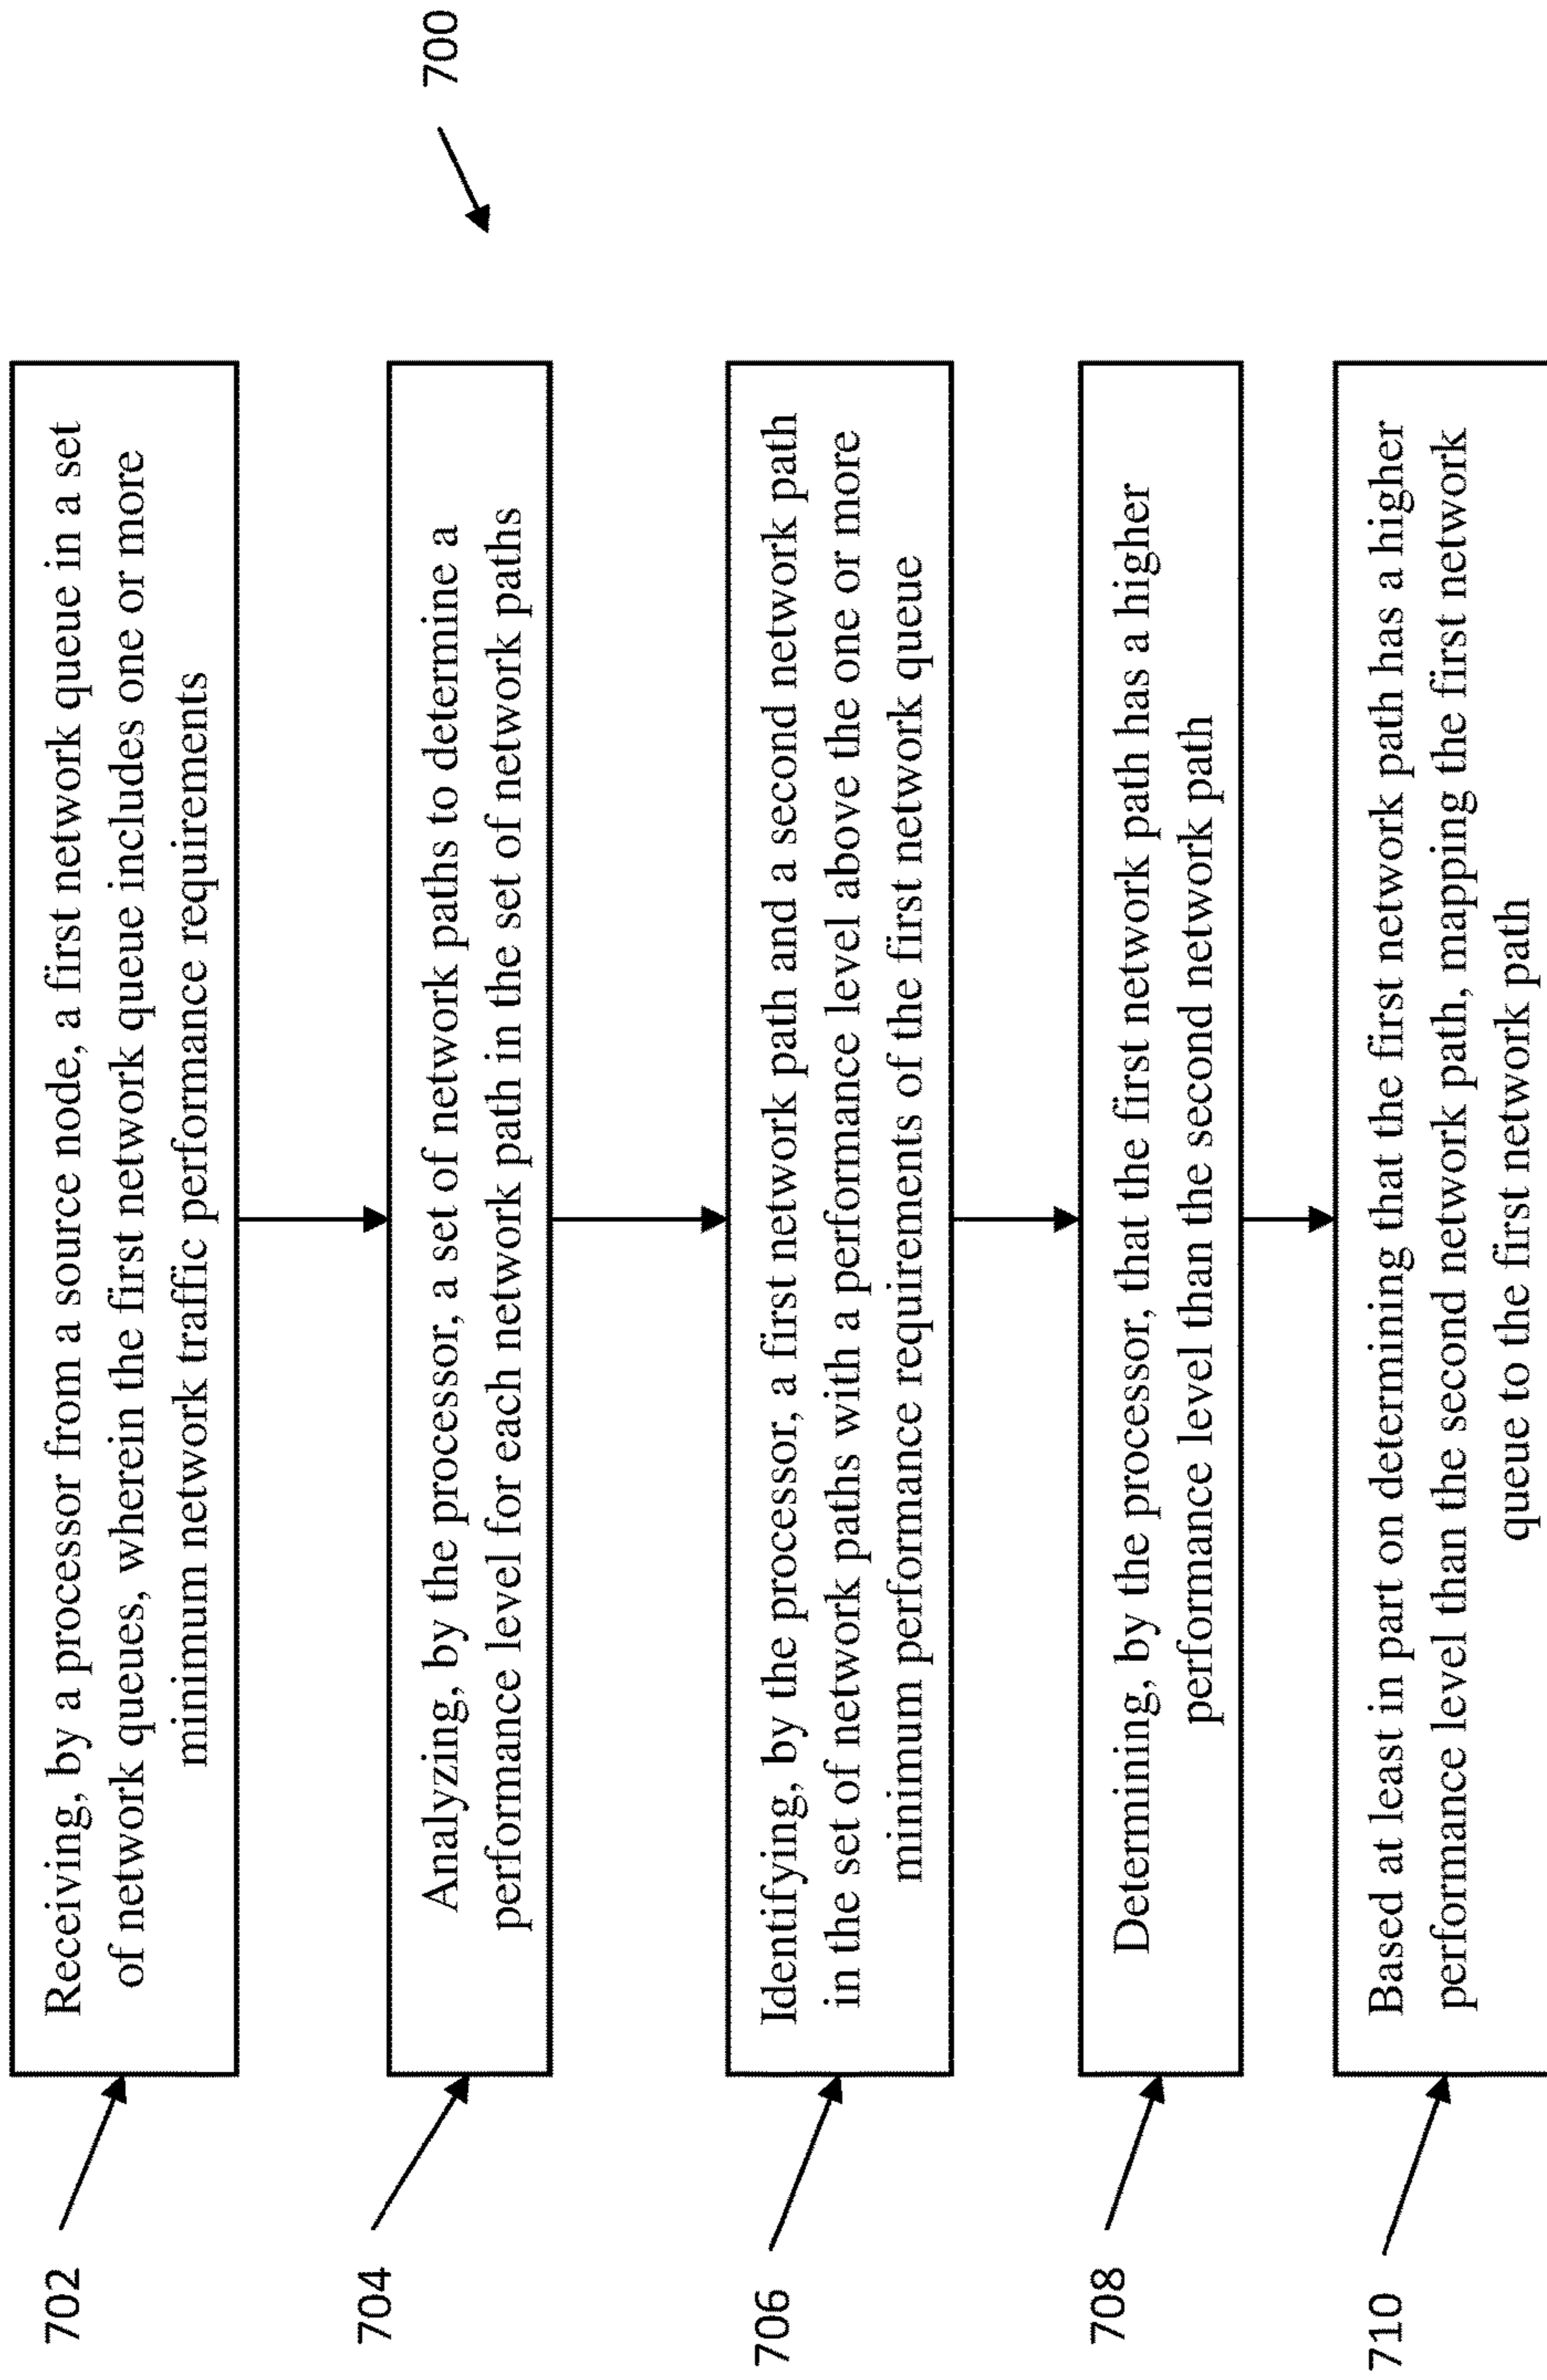 702
Receiving, by a processor from a source node, a first network queue in a set
of network queues, wherein the first network queue includes one or more
minimum network traffic performance requirements
700
704
Analyzing, by the processor, a set of network paths to determine a
performance level for each network path in the set of network paths
706
Identifying, by the processor, a first network path and a second network path
in the set of network paths with a performance level above the one or more
minimum performance requirements of the first network queue
708
Determining, by the processor, that the first network path has a higher
performance level than the second network path
710
Based at least in part on determining that the first network path has a higher
performance level than the second network path, mapping the first network
queue to the first network path